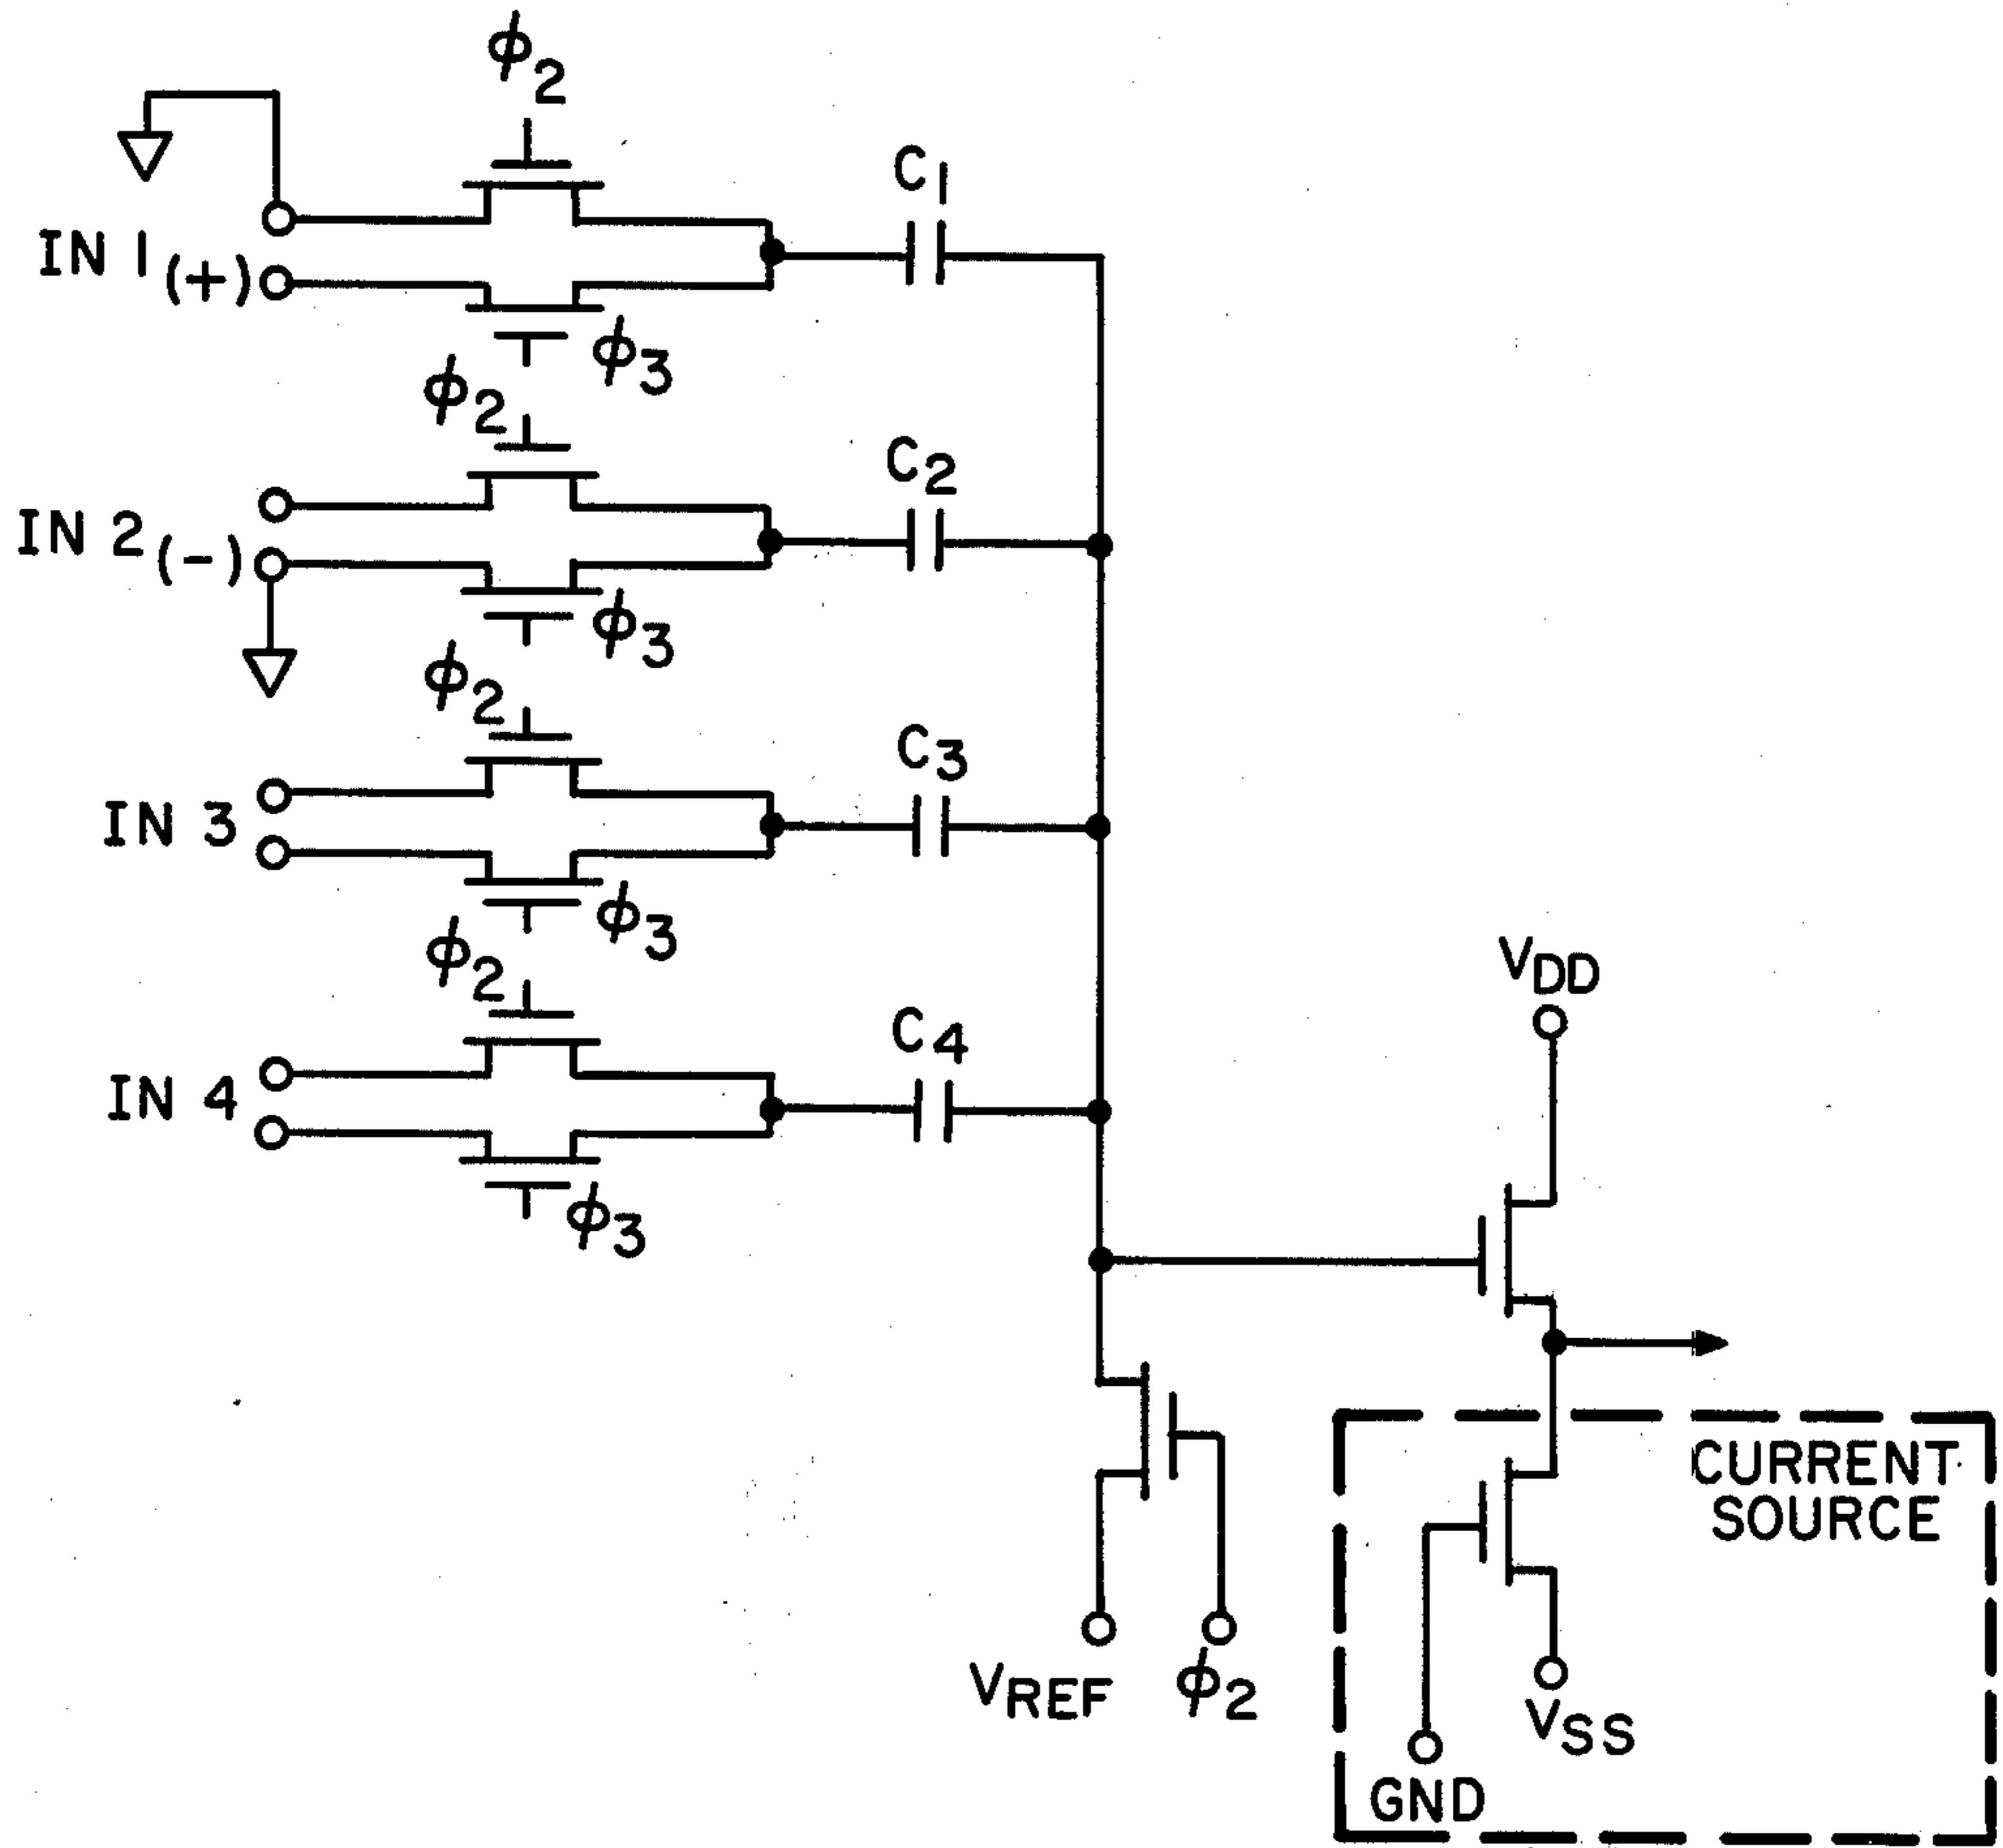 ϕ2
C1
IN 1(+)
ϕ3
ϕ2
C2
IN 2(-)
ϕ3
ϕ2
C3
IN 3
ϕ3
ϕ2
VDD
C4
IN 4
ϕ3
CURRENT
SOURCE
VREF
ϕ2
VSS
GND